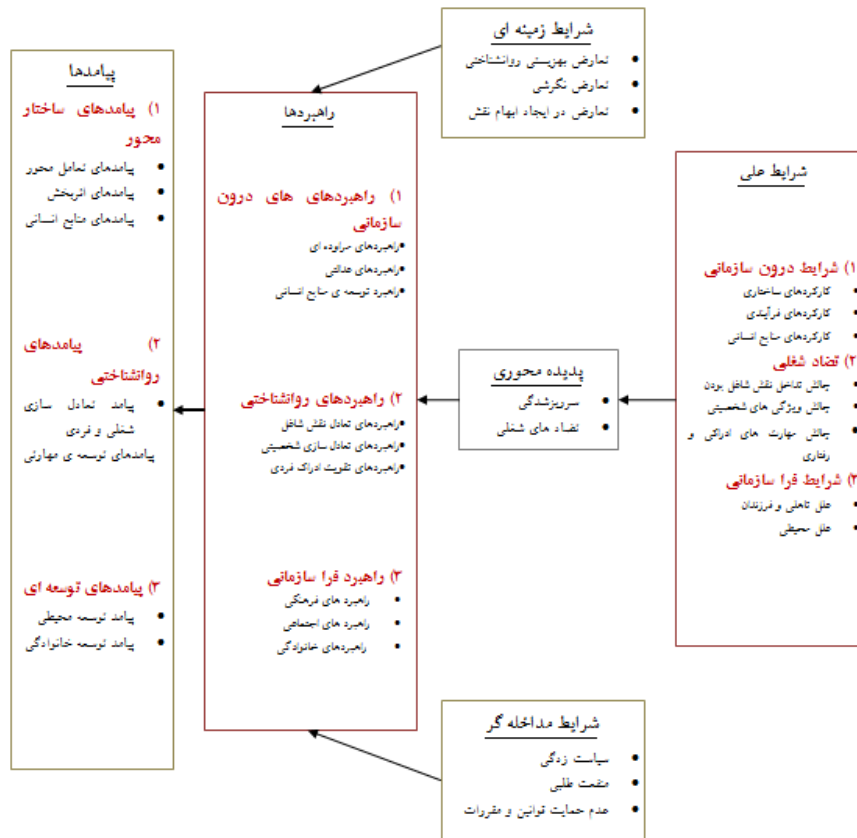 شرایط زمینه ای
تعارض بهزیستی روانشناختی
تعارض نگرشی
تعارض در ایجاد ابهام نقش
شرایط علی
۱) شرایط درون سازمانی
کارکردهای ساختاری
کارکردهای فرآیندی
کارکردهای منابع انسانی
۲) تضاد شغلی
چالش تداخل نقش شاغل بودن
چالش ویژگی های شخصیتی
چالش مهارت های ادراکی و
رفتاری
۳) شرایط فرا سازمانی
علل تاهلی و فرزندان
علل محیطی
پدیده محوری
سرریزشدگی
تضاد های شغلی
راهبردها
۱) راهبردهای های درون
سازمانی
راهبردهای مراوده ای
راهبردهای عدالتی
راهبرد توسعه ی منابع انسانی
۲) راهبردهای روانشناختی
راهبردهای تعادل نقش شاغل
راهبردهای تعادل سازی شخصیتی
راهبردهای تقویت ادراک فردی
۳) راهبرد فرا سازمانی
راهبرد های فرهنگی
راهبرد های اجتماعی
راهبردهای خانوادگی
شرایط مداخله گر
سیاست زدگی
منفعت طلبی
عدم حمایت قوانین و مقررات
پیامدها
۱) پیامدهای ساختار
محور
پیامدهای تعامل محور
پیامدهای اثربخش
پیامدهای منابع انسانی
۲) پیامدهای
روانشناختی
پیامد تعادل سازی
شغلی و فردی
پیامدهای توسعه ی مهارتی
۳) پیامدهای توسعه ای
پیامد توسعه محیطی
پیامد توسعه خانوادگی